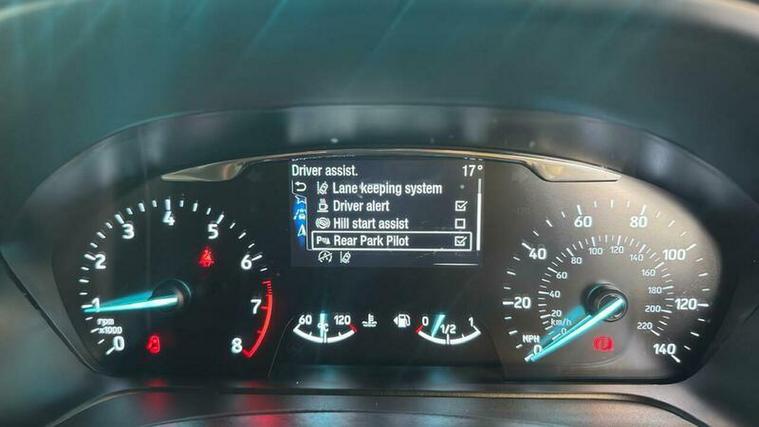 Driver assist. 17°
Lane keeping system
Driver alert
Hill start assist
Rear Park Pilot
0
1
2
3
4
5
6
7
8
rpm
x1000
60 °C 120
0 1/2 1
0
20
40
60
80
100
120
140
MPH
20
40
60
80
100
120
140
160
180
200
220
km/h